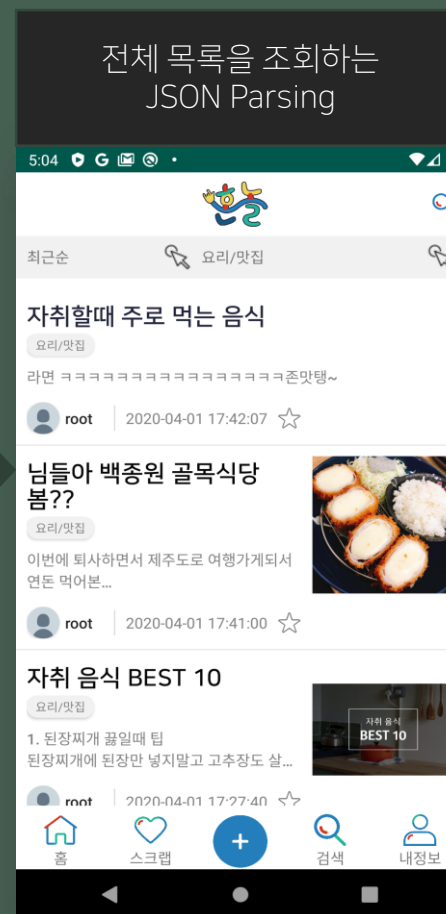 전체 목록을 조회하는
JSON Parsing
5:04 G
혼놀
최근순 요리/맛집
자취할때 주로 먹는 음식
요리/맛집
라면 ㅋㅋㅋㅋㅋㅋㅋㅋㅋㅋㅋㅋㅋㅋㅋㅋ존맛탱~
root 2020-04-01 17:42:07
님들아 백종원 골목식당
봄??
요리/맛집
이번에 퇴사하면서 제주도로 여행가게되서
연돈 먹어본...
root 2020-04-01 17:41:00
자취 음식 BEST 10
요리/맛집
1. 된장찌개 끓일때 팁
된장찌개에 된장만 넣지말고 고추장도 살...
자취 음식
BEST 10
root 2020-04-01 17:27:40
홈 스크랩 + 검색 내정보